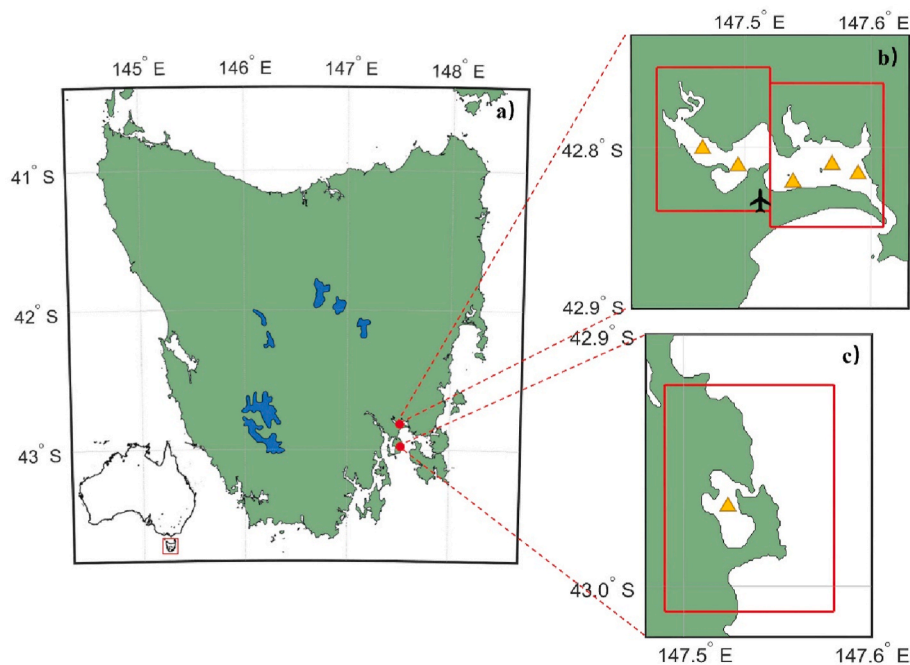 147.5° E
147.6° E
145° E
146° E
147° E
148° E
a)
b)
41° S
42.8° S
42° S
42.9° S
42.9° S
c)
43° S
43.0° S
147.5° E
147.6° E